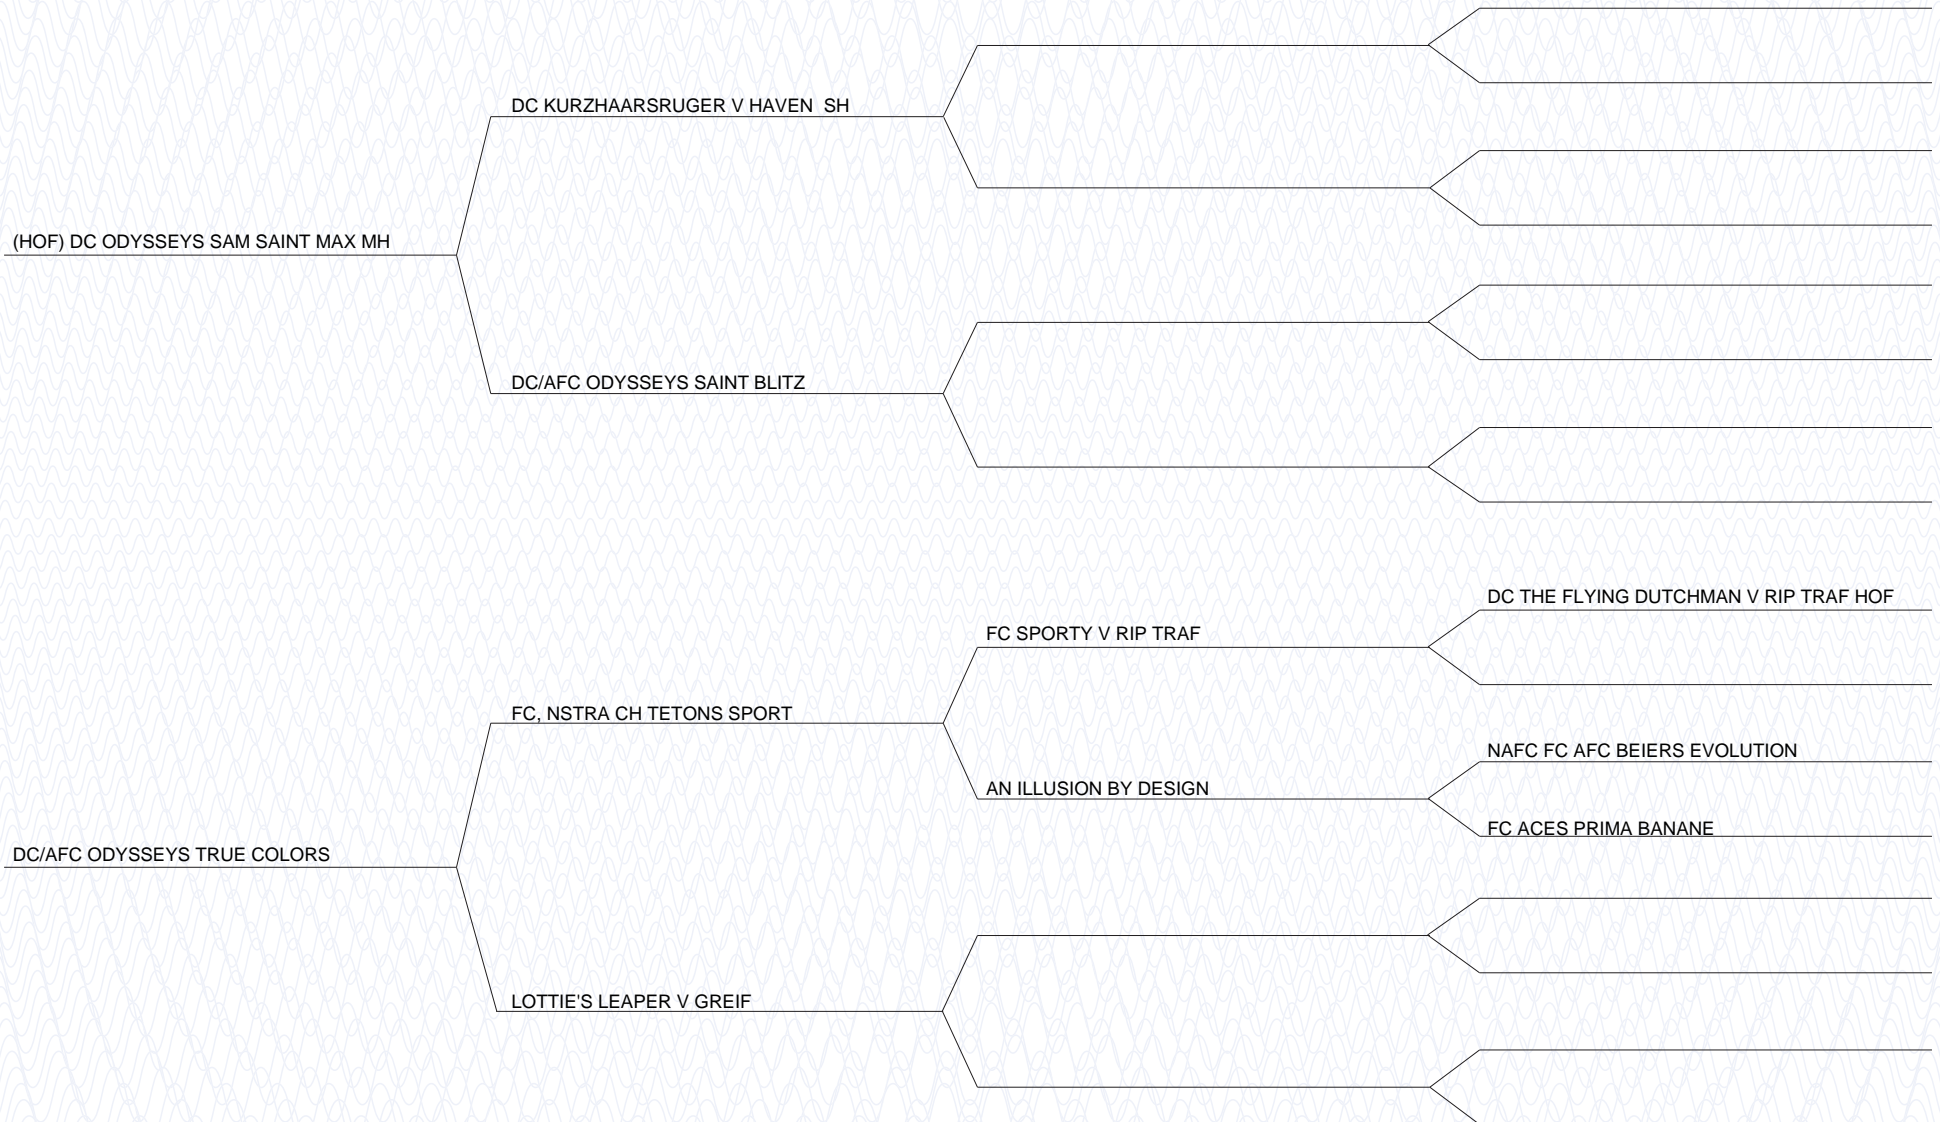 DC KURZHAARSRUGER V HAVEN  SH
(HOF) DC ODYSSEYS SAM SAINT MAX MH
DC/AFC ODYSSEYS SAINT BLITZ
DC THE FLYING DUTCHMAN V RIP TRAF HOF
FC SPORTY V RIP TRAF
FC, NSTRA CH TETONS SPORT
NAFC FC AFC BEIERS EVOLUTION
AN ILLUSION BY DESIGN
FC ACES PRIMA BANANE
DC/AFC ODYSSEYS TRUE COLORS
LOTTIE'S LEAPER V GREIF